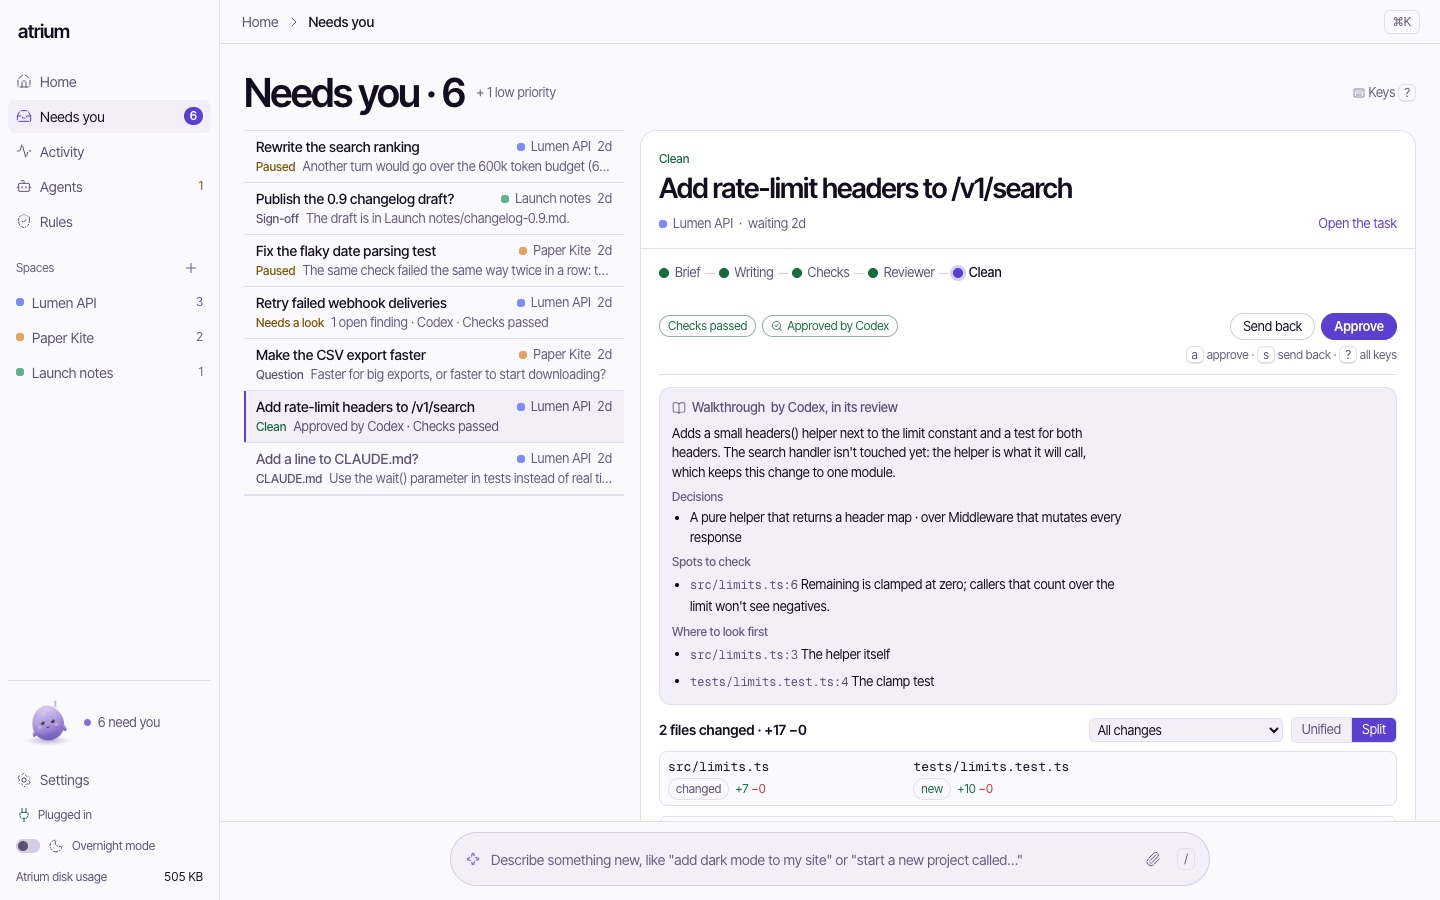 atrium
Home
Needs you 6
Activity
Agents 1
Rules
Spaces
Lumen API 3
Paper Kite 2
Launch notes 1
6 need you
Settings
Plugged in
Overnight mode
Atrium disk usage 505 KB
Home Needs you
⌘K
Needs you · 6 + 1 low priority
Keys ?
Rewrite the search ranking Lumen API 2d
Paused Another turn would go over the 600k token budget (6...
Publish the 0.9 changelog draft? Launch notes 2d
Sign-off The draft is in Launch notes/changelog-0.9.md.
Fix the flaky date parsing test Paper Kite 2d
Paused The same check failed the same way twice in a row: t...
Retry failed webhook deliveries Lumen API 2d
Needs a look 1 open finding · Codex · Checks passed
Make the CSV export faster Paper Kite 2d
Question Faster for big exports, or faster to start downloading?
Add rate-limit headers to /v1/search Lumen API 2d
Clean Approved by Codex · Checks passed
Add a line to CLAUDE.md? Lumen API 2d
CLAUDE.md Use the wait() parameter in tests instead of real ti...
Clean
Add rate-limit headers to /v1/search
Lumen API · waiting 2d
Open the task
Brief Writing Checks Reviewer Clean
Checks passed Approved by Codex
Send back Approve
a approve · s send back · ? all keys
Walkthrough by Codex, in its review
Adds a small headers() helper next to the limit constant and a test for both
headers. The search handler isn't touched yet: the helper is what it will call,
which keeps this change to one module.
Decisions
• A pure helper that returns a header map · over Middleware that mutates every
response
Spots to check
• src/limits.ts:6 Remaining is clamped at zero; callers that count over the
limit won't see negatives.
Where to look first
• src/limits.ts:3 The helper itself
• tests/limits.test.ts:4 The clamp test
2 files changed · +17 −0
All changes
Unified Split
src/limits.ts tests/limits.test.ts
changed +7 −0 new +10 −0
Describe something new, like "add dark mode to my site" or "start a new project called..."
/